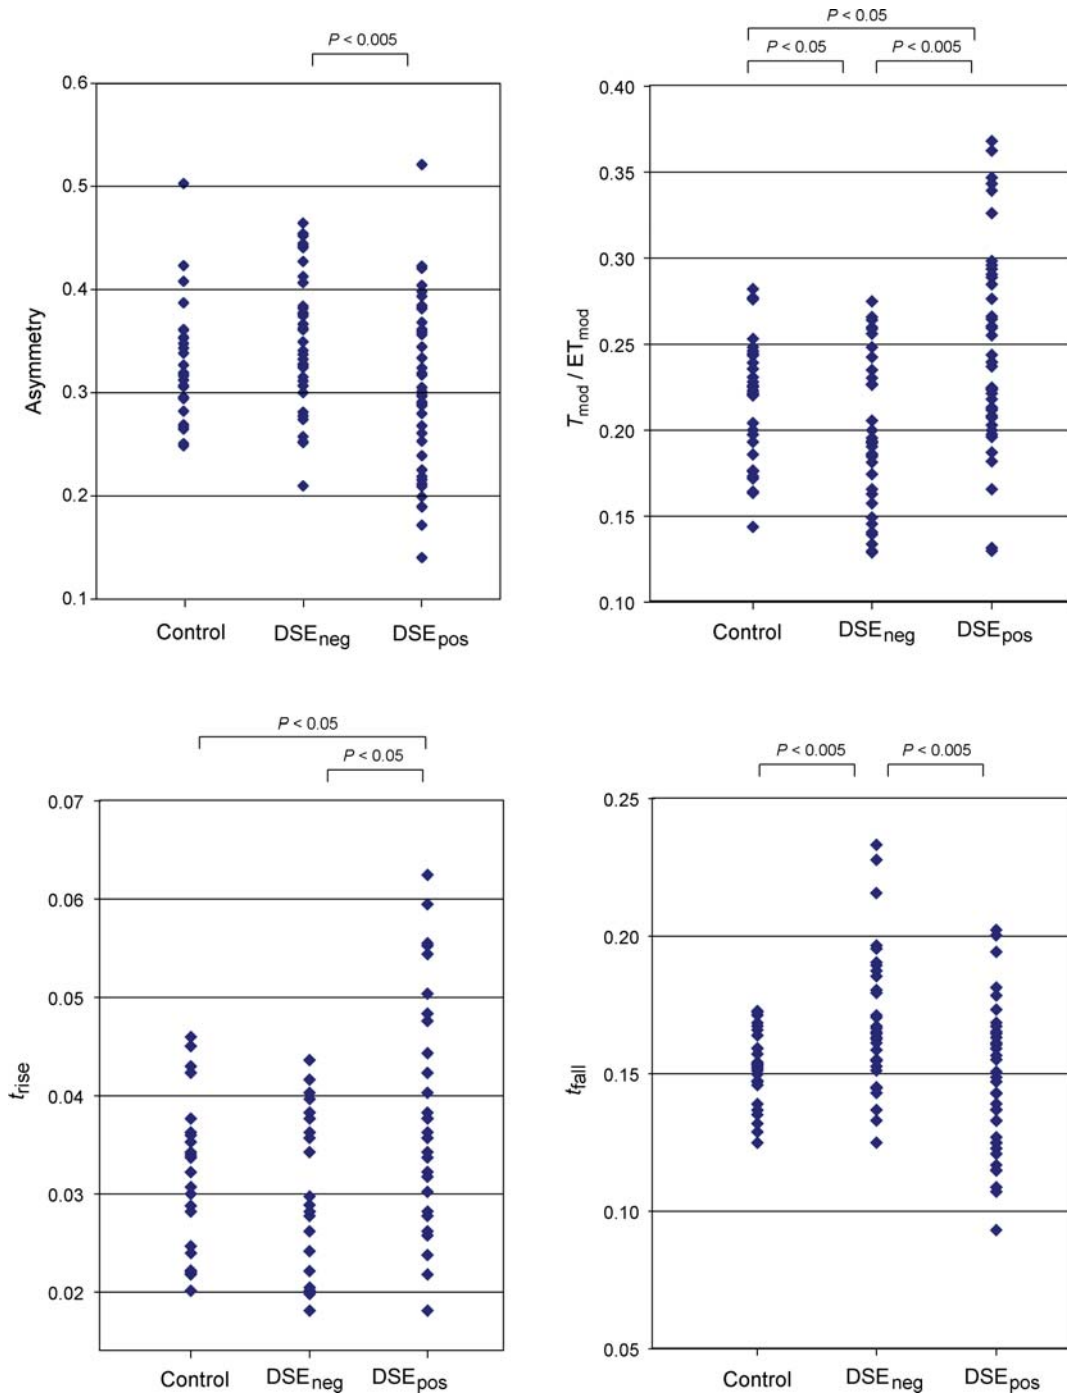 P < 0.005
0.6
0.5
0.4
0.3
0.2
0.1
Asymmetry
Control DSEneg DSEpos
P < 0.05
P < 0.05 P < 0.005
0.40
0.35
0.30
0.25
0.20
0.15
0.10
Tmod / ETmod
Control DSEneg DSEpos
P < 0.05
P < 0.05
0.07
0.06
0.05
0.04
0.03
0.02
trise
Control DSEneg DSEpos
P < 0.005 P < 0.005
0.25
0.20
0.15
0.10
0.05
tfall
Control DSEneg DSEpos